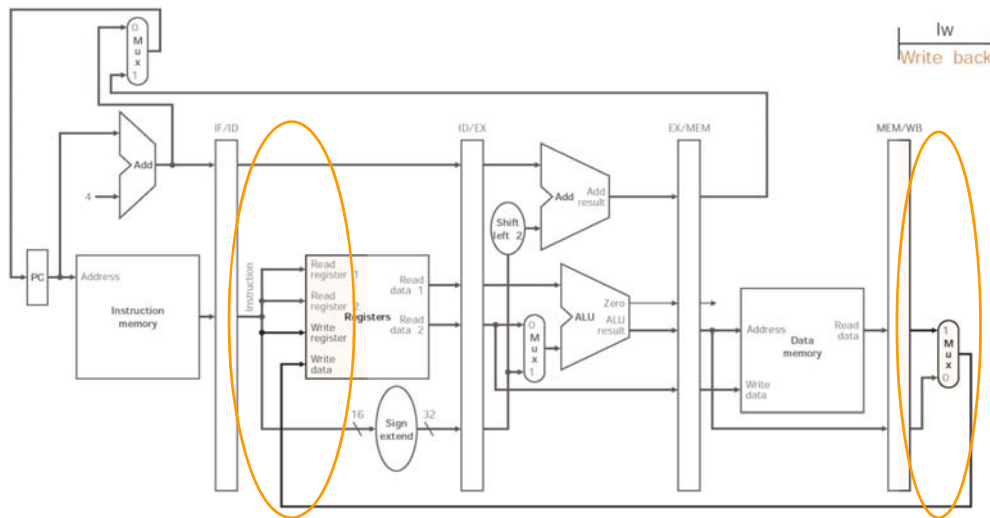 lw
Write back
0
M
u
x
1
IF/ID
ID/EX
EX/MEM
MEM/WB
Add
4
Add
Add
result
Shift
left 2
PC
Address
Instruction
memory
Instruction
Read
register 1
Read
register 2
Registers
Write
register
Write
data
Read
data 1
Read
data 2
0
M
u
x
1
Zero
ALU
ALU
result
Address
Read
data
Data
memory
Write
data
1
M
u
x
0
16
Sign
extend
32